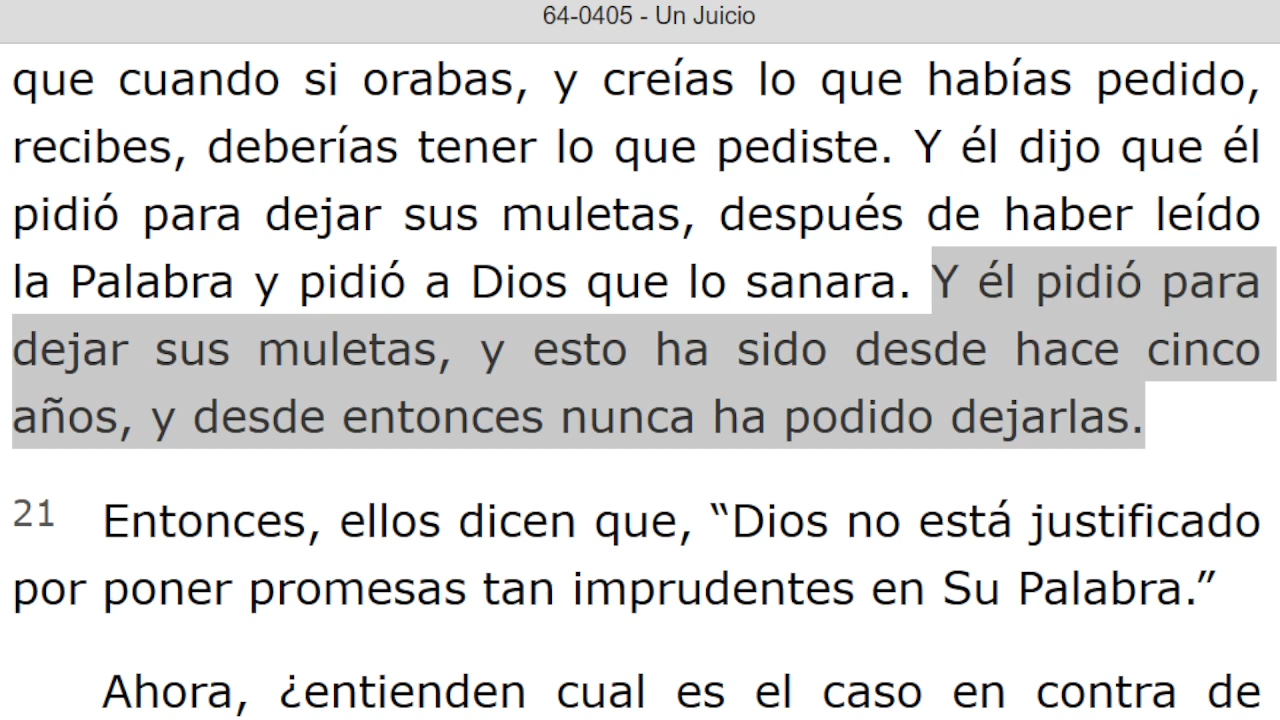 64-0405 - Un Juicio
que cuando si orabas, y creías lo que habías pedido,
recibes, deberías tener lo que pediste. Y él dijo que él
pidió para dejar sus muletas, después de haber leído
la Palabra y pidió a Dios que lo sanara. Y él pidió para
dejar sus muletas, y esto ha sido desde hace cinco
años, y desde entonces nunca ha podido dejarlas.
21 Entonces, ellos dicen que, “Dios no está justificado
por poner promesas tan imprudentes en Su Palabra.”
Ahora, ¿entienden cual es el caso en contra de